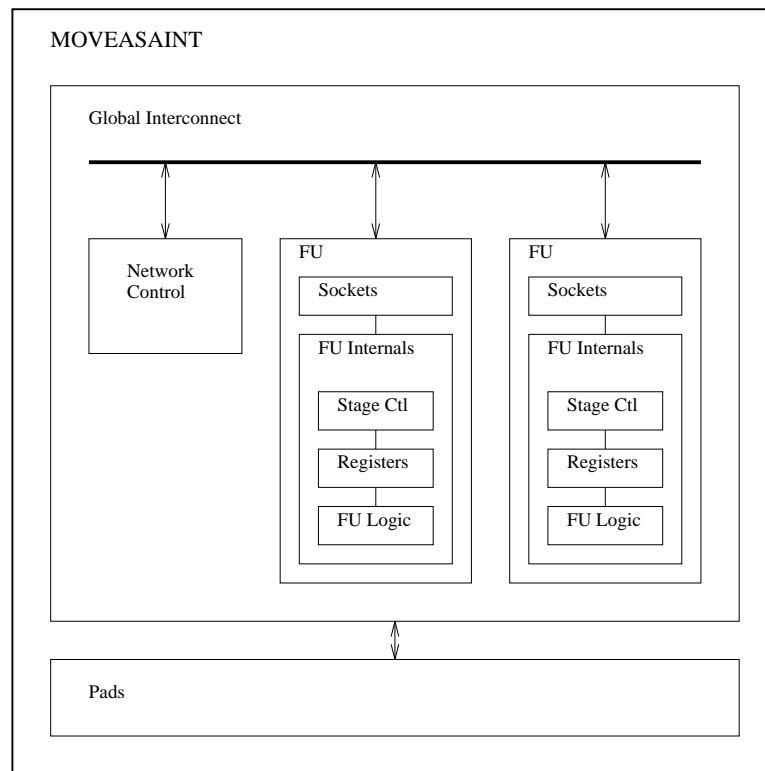 MOVEASAINT
Global Interconnect
Network
Control
FU
Sockets
FU Internals
Stage Ctl
Registers
FU Logic
FU
Sockets
FU Internals
Stage Ctl
Registers
FU Logic
Pads